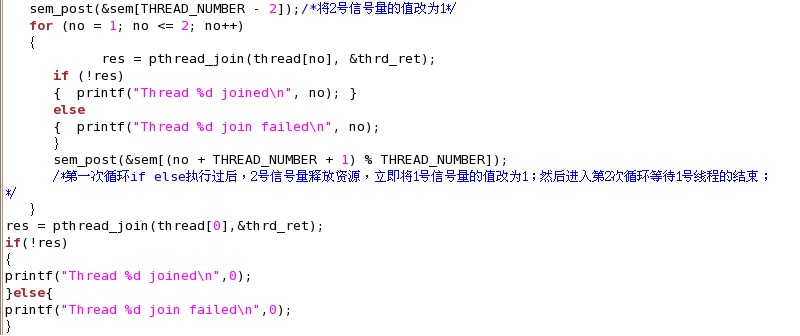 sem_post(&sem[THREAD_NUMBER - 2]);/*将2号信号量的值改为1*/
for (no = 1; no <= 2; no++)
{
res = pthread_join(thread[no], &thrd_ret);
if (!res)
{  printf("Thread %d joined\n", no); }
else
{  printf("Thread %d join failed\n", no);
}
sem_post(&sem[(no + THREAD_NUMBER + 1) % THREAD_NUMBER]);
/*第一次循环if else执行过后，2号信号量释放资源，立即将1号信号量的值改为1；然后进入第2次循环等待1号线程的结束；
*/
}
res = pthread_join(thread[0],&thrd_ret);
if(!res)
{
printf("Thread %d joined\n",0);
}else{
printf("Thread %d join failed\n",0);
}